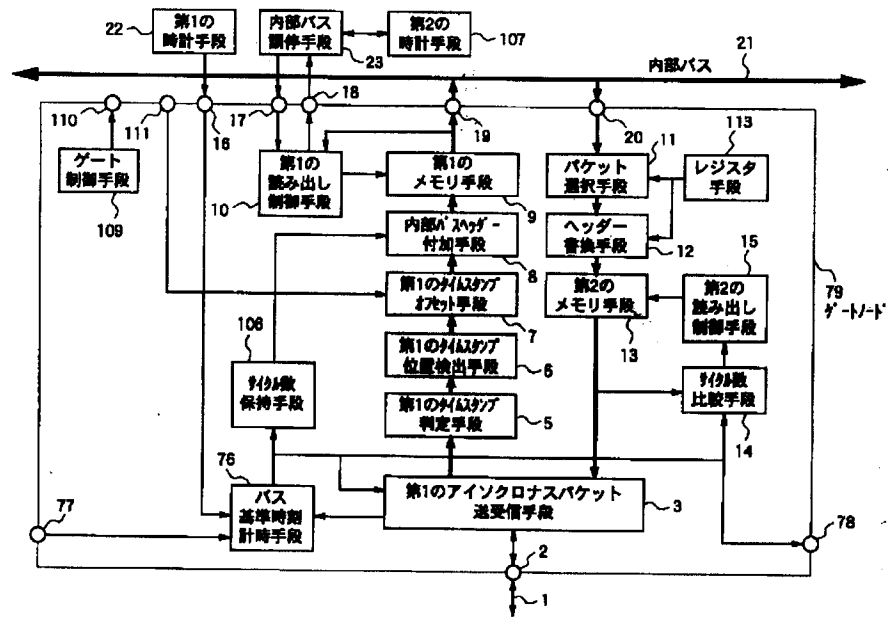 22
第1の
時計手段
内部バス
調停手段
23
第2の
時計手段
107
内部バス
21
110
111
16
17
18
19
20
ゲート
制御手段
109
第1の
読み出し
制御手段
10
第1の
メモリ手段
9
パケット
選択手段
11
レジスタ
手段
113
内部バスヘッダー
付加手段
8
ヘッダー
書換手段
12
第1のタイムスタンプ
オフセット手段
7
第2の
メモリ手段
13
第2の
読み出し
制御手段
15
79
ゲートノード
106
サイクル数
保持手段
第1のタイムスタンプ
位置検出手段
6
第1のタイムスタンプ
判定手段
5
サイクル数
比較手段
14
76
バス
基準時刻
計時手段
第1のアイソクロナスパケット
送受信手段
3
77
78
2
1